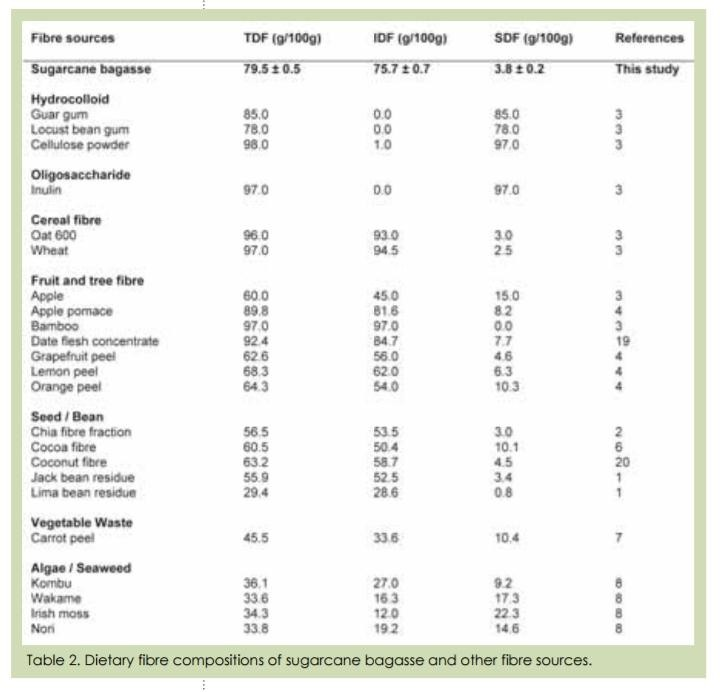 Fibre sources TDF (g/100g) IDF (g/100g) SDF (g/100g) References
Sugarcane bagasse 79.5 ± 0.5 75.7 ± 0.7 3.8 ± 0.2 This study
Hydrocolloid
Guar gum 85.0 0.0 85.0 3
Locust bean gum 78.0 0.0 78.0 3
Cellulose powder 98.0 1.0 97.0 3
Oligosaccharide
Inulin 97.0 0.0 97.0 3
Cereal fibre
Oat 600 96.0 93.0 3.0 3
Wheat 97.0 94.5 2.5 3
Fruit and tree fibre
Apple 60.0 45.0 15.0 3
Apple pomace 89.8 81.6 8.2 4
Bamboo 97.0 97.0 0.0 3
Date flesh concentrate 92.4 84.7 7.7 19
Grapefruit peel 62.6 56.0 4.6 4
Lemon peel 68.3 62.0 6.3 4
Orange peel 64.3 54.0 10.3 4
Seed / Bean
Chia fibre fraction 56.5 53.5 3.0 2
Cocoa fibre 60.5 50.4 10.1 6
Coconut fibre 63.2 58.7 4.5 20
Jack bean residue 55.9 52.5 3.4 1
Lima bean residue 29.4 28.6 0.8 1
Vegetable Waste
Carrot peel 45.5 33.6 10.4 7
Algae / Seaweed
Kombu 36.1 27.0 9.2 8
Wakame 33.6 16.3 17.3 8
Irish moss 34.3 12.0 22.3 8
Nori 33.8 19.2 14.6 8
Table 2. Dietary fibre compositions of sugarcane bagasse and other fibre sources.